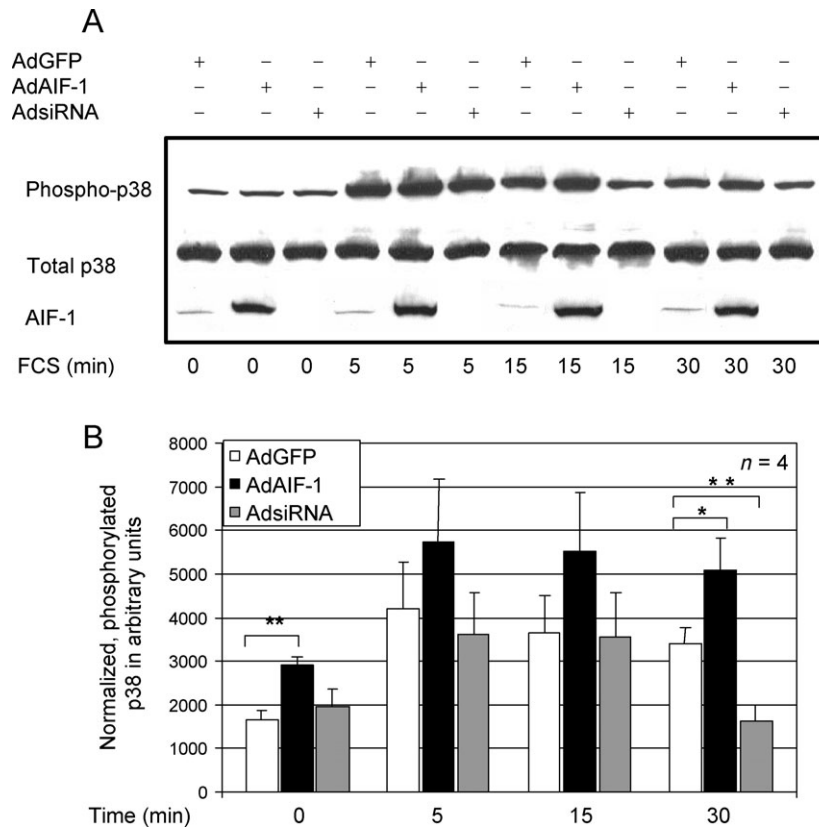 A
AdGFP + – – + – – + – – + – –
AdAIF-1 – + – – + – – + – – + –
AdsiRNA – – + – – + – – + – – +
Phospho-p38
Total p38
AIF-1
FCS (min) 0 0 0 5 5 5 15 15 15 30 30 30
B
8000
7000
6000
5000
4000
3000
2000
1000
0
Normalized, phosphorylated
p38 in arbitrary units
AdGFP
AdAIF-1
AdsiRNA
n = 4
**
* *
*
Time (min) 0 5 15 30